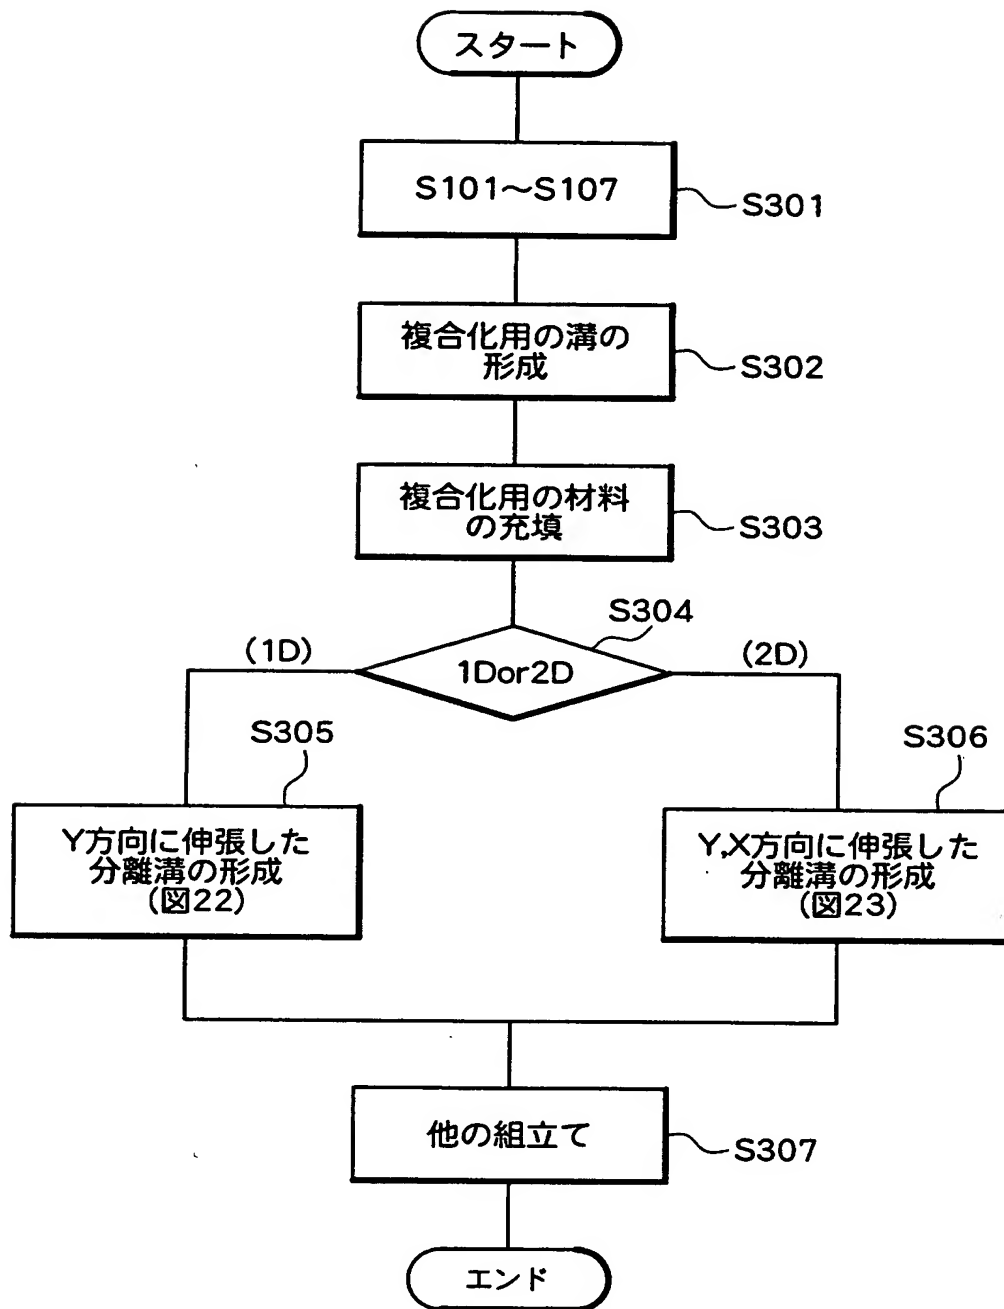 スタート
S101～S107
S301
複合化用の溝の
形成
S302
複合化用の材料
の充填
S303
S304
(1D)
1Dor2D
(2D)
S305
S306
Y方向に伸張した
分離溝の形成
(図22)
Y,X方向に伸張した
分離溝の形成
(図23)
他の組立て
S307
エンド